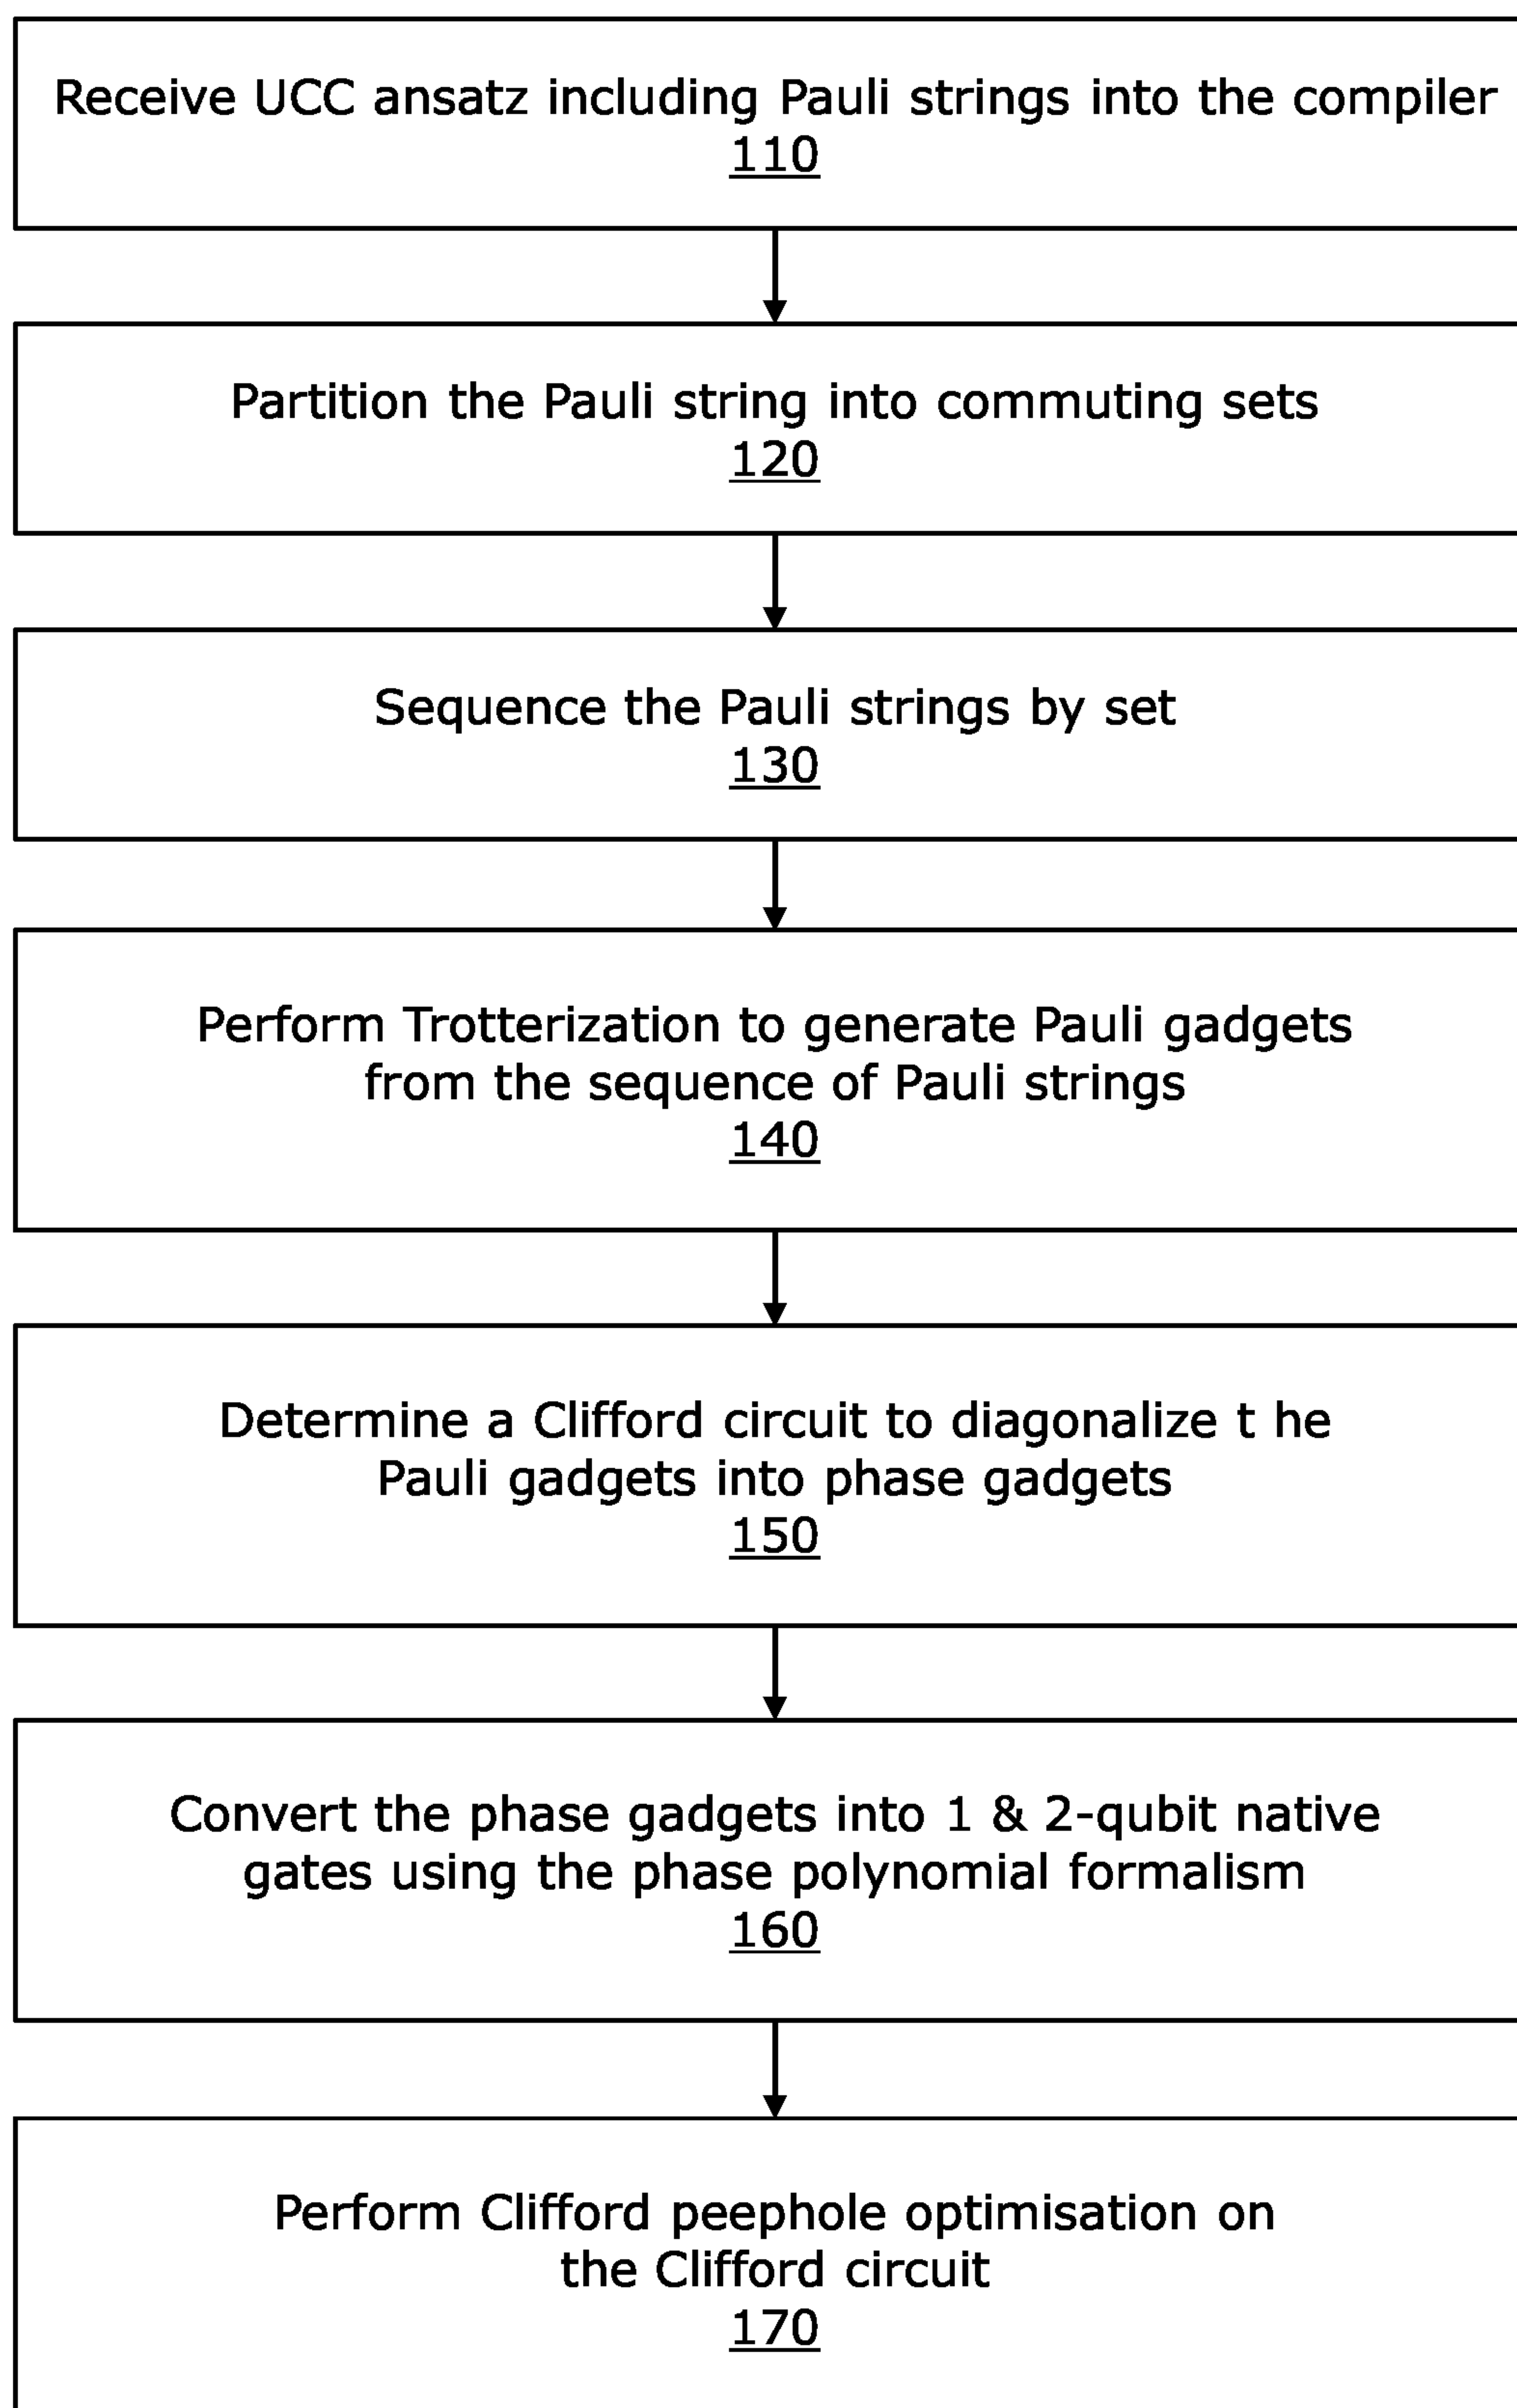 Receive UCC ansatz including Pauli strings into the compiler
110
Partition the Pauli string into commuting sets
120
Sequence the Pauli strings by set
130
Perform Trotterization to generate Pauli gadgets
from the sequence of Pauli strings
140
Determine a Clifford circuit to diagonalize t he
Pauli gadgets into phase gadgets
150
Convert the phase gadgets into 1 & 2-qubit native
gates using the phase polynomial formalism
160
Perform Clifford peephole optimisation on
the Clifford circuit
170